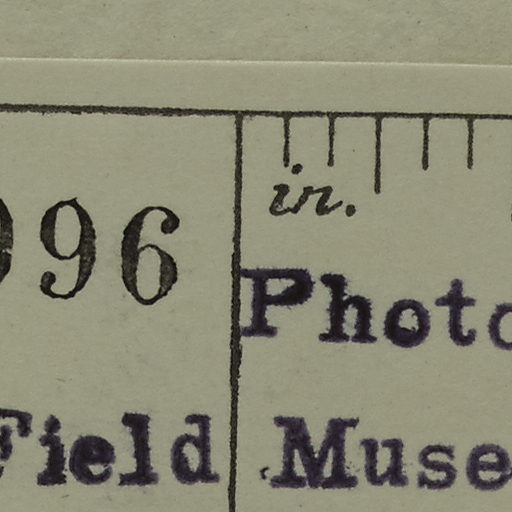 996
in.
Photo
Field Muse